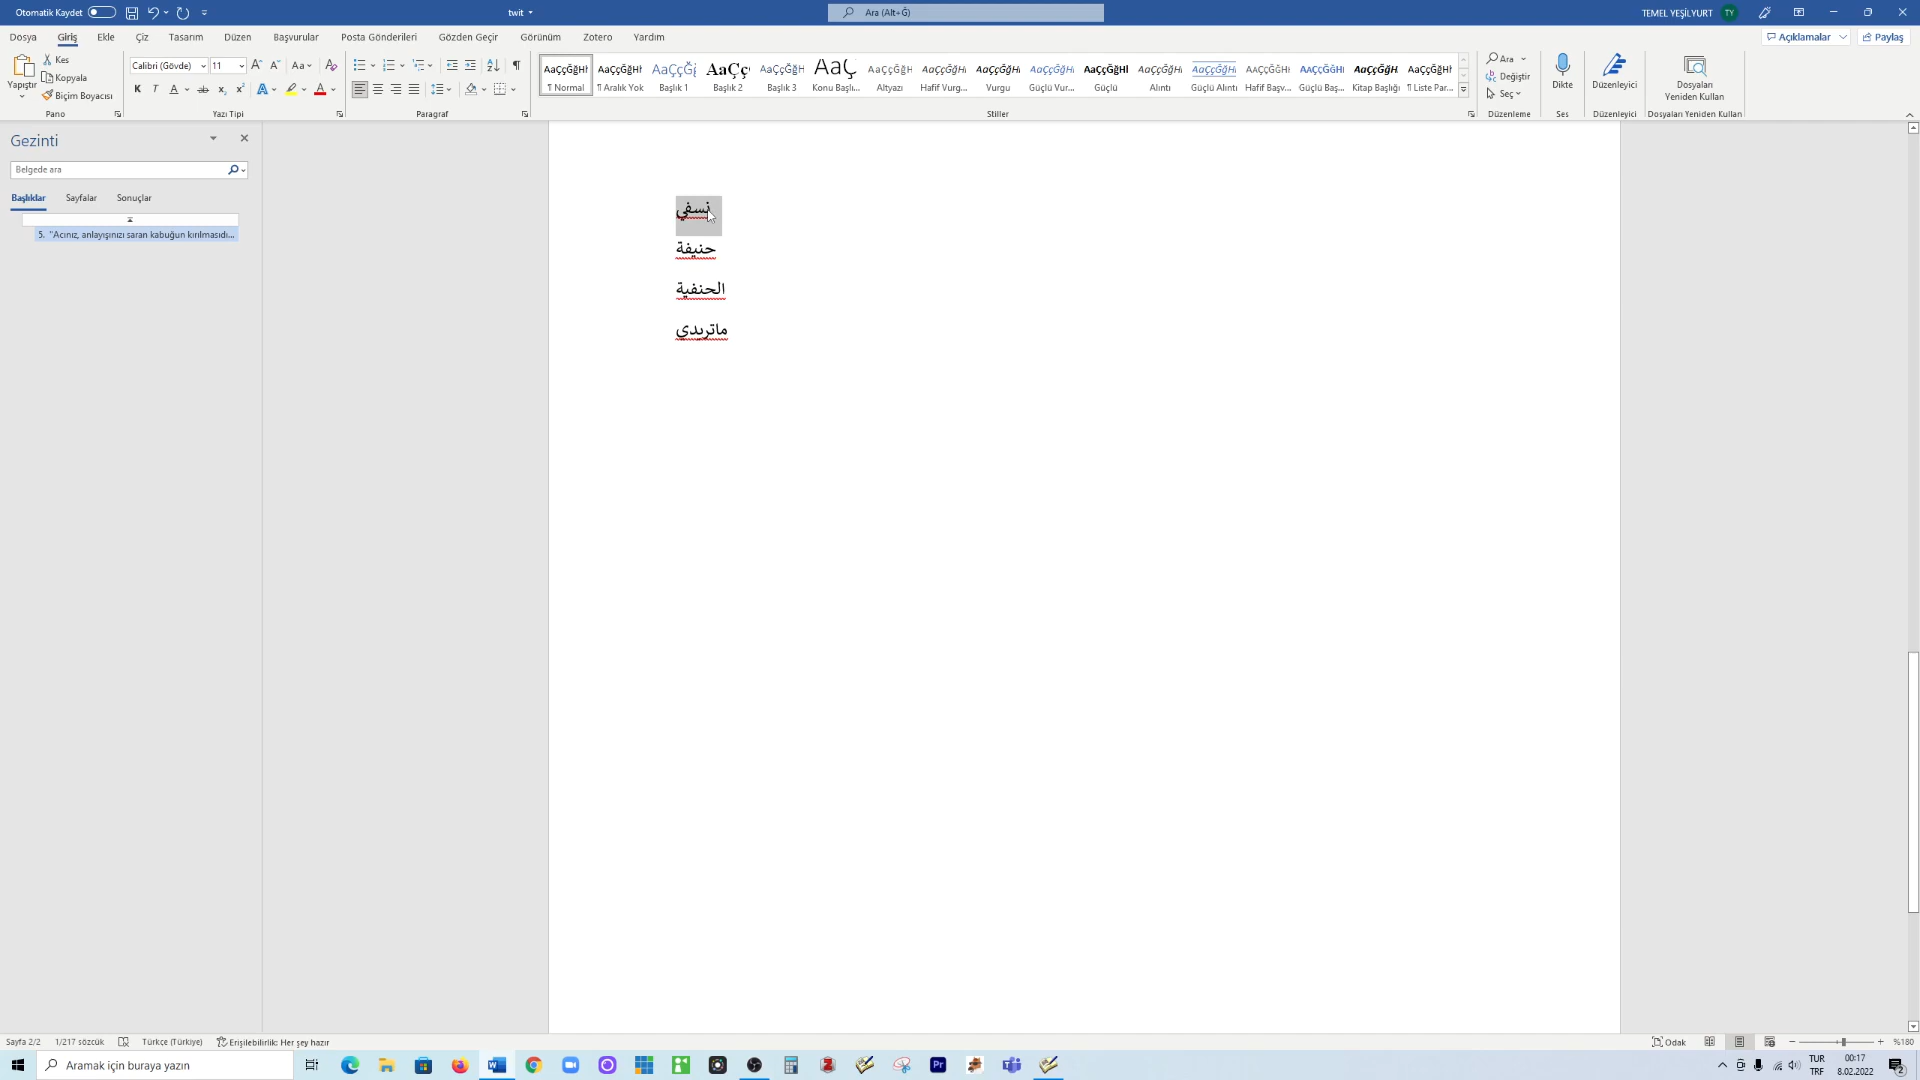 Otomatik Kaydet
twit
Ara (Alt+Ğ)
TEMEL YEŞİLYURT TY
Dosya Giriş Ekle Çiz Tasarım Düzen Başvurular Posta Gönderileri Gözden Geçir Görünüm Zotero Yardım
Açıklamalar Paylaş
Yapıştır
Kes
Kopyala
Biçim Boyacısı
Pano
Calibri (Gövde) 11
Yazı Tipi
Paragraf
¶ Normal ¶ Aralık Yok Başlık 1 Başlık 2 Başlık 3 Konu Başlı... Altyazı Hafif Vurg... Vurgu Güçlü Vur... Güçlü Alıntı Güçlü Alıntı Hafif Başv... Güçlü Baş... Kitap Başlığı ¶ Liste Par...
Stiller
Ara
Değiştir
Seç
Düzenleme
Dikte
Ses
Düzenleyici
Düzenleyici
Dosyaları
Yeniden Kullan
Dosyaları Yeniden Kullan
Gezinti
Belgede ara
Başlıklar Sayfalar Sonuçlar
5. "Acınız, anlayışınızı saran kabuğun kırılmasıdı...
نسفي
حنيفة
الحنفية
ماتريدي
Sayfa 2/2 1/217 sözcük Türkçe (Türkiye) Erişilebilirlik: Her şey hazır
Odak
%180
Aramak için buraya yazın
TUR
TRF
00:17
8.02.2022
2